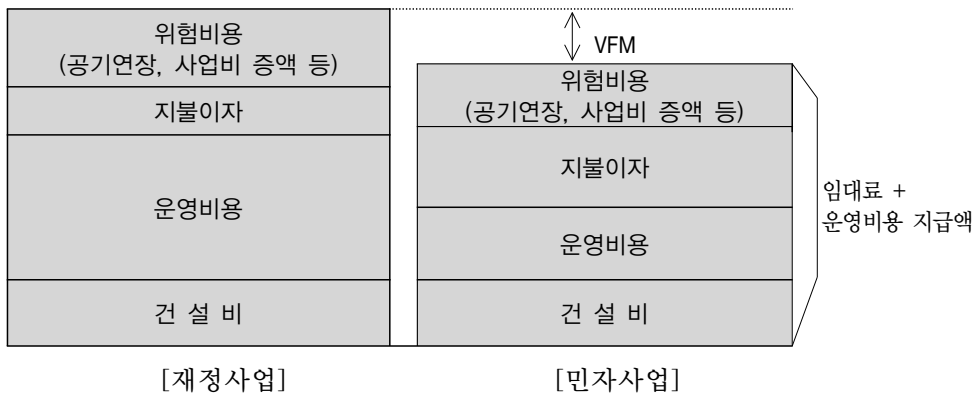 위험비용
(공기연장, 사업비 증액 등)
지불이자
운영비용
건 설 비
[재정사업]
VFM
위험비용
(공기연장, 사업비 증액 등)
지불이자
운영비용
건 설 비
[민자사업]
임대료 +
운영비용 지급액